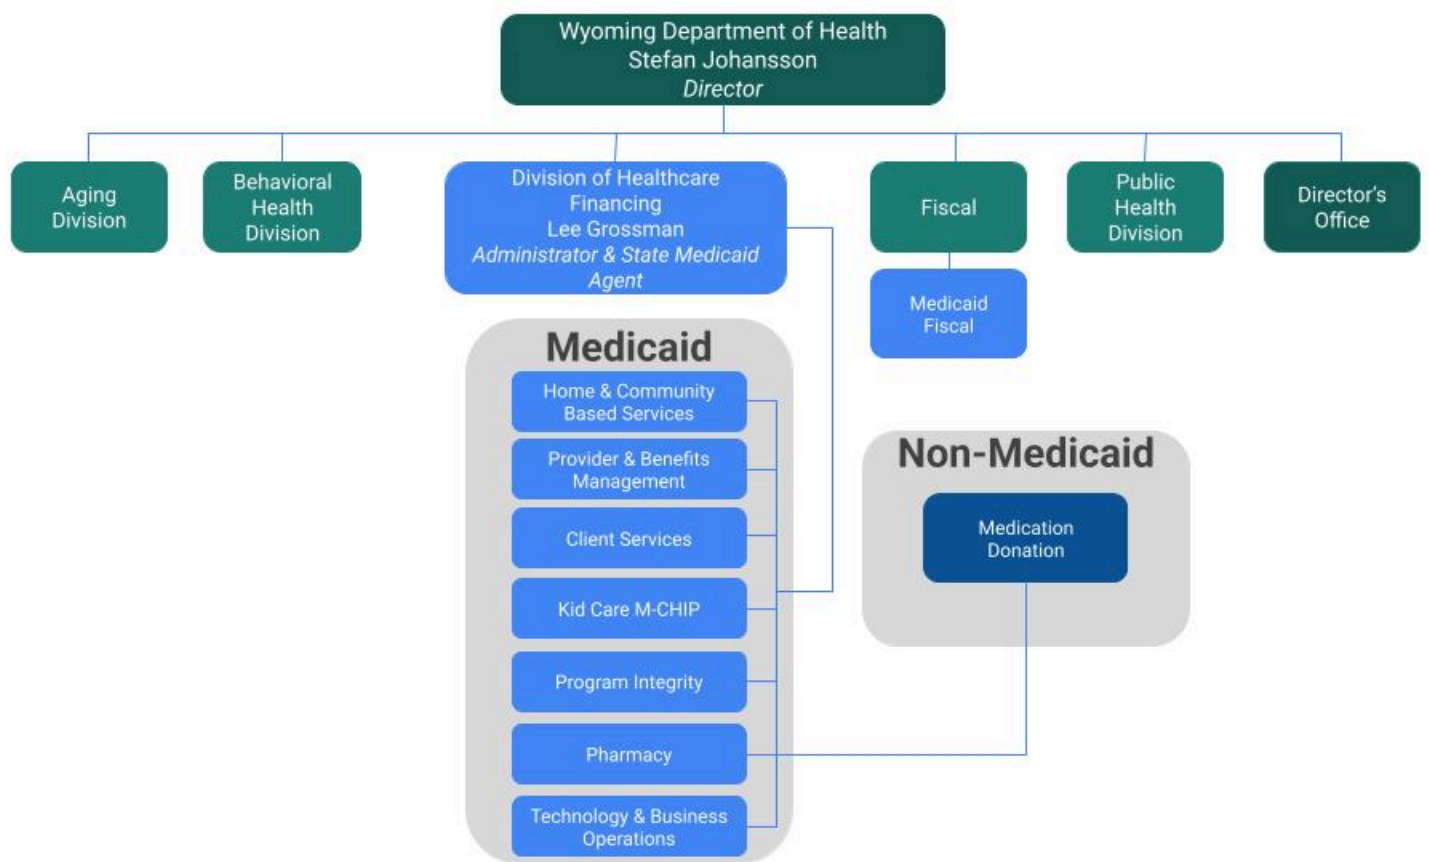 Wyoming Department of Health
Stefan Johansson
Director
Aging
Division
Behavioral
Health
Division
Division of Healthcare
Financing
Lee Grossman
Administrator & State Medicaid
Agent
Fiscal
Public
Health
Division
Director's
Office
Medicaid
Fiscal
Medicaid
Home & Community
Based Services
Provider & Benefits
Management
Client Services
Kid Care M-CHIP
Program Integrity
Pharmacy
Technology & Business
Operations
Non-Medicaid
Medication
Donation